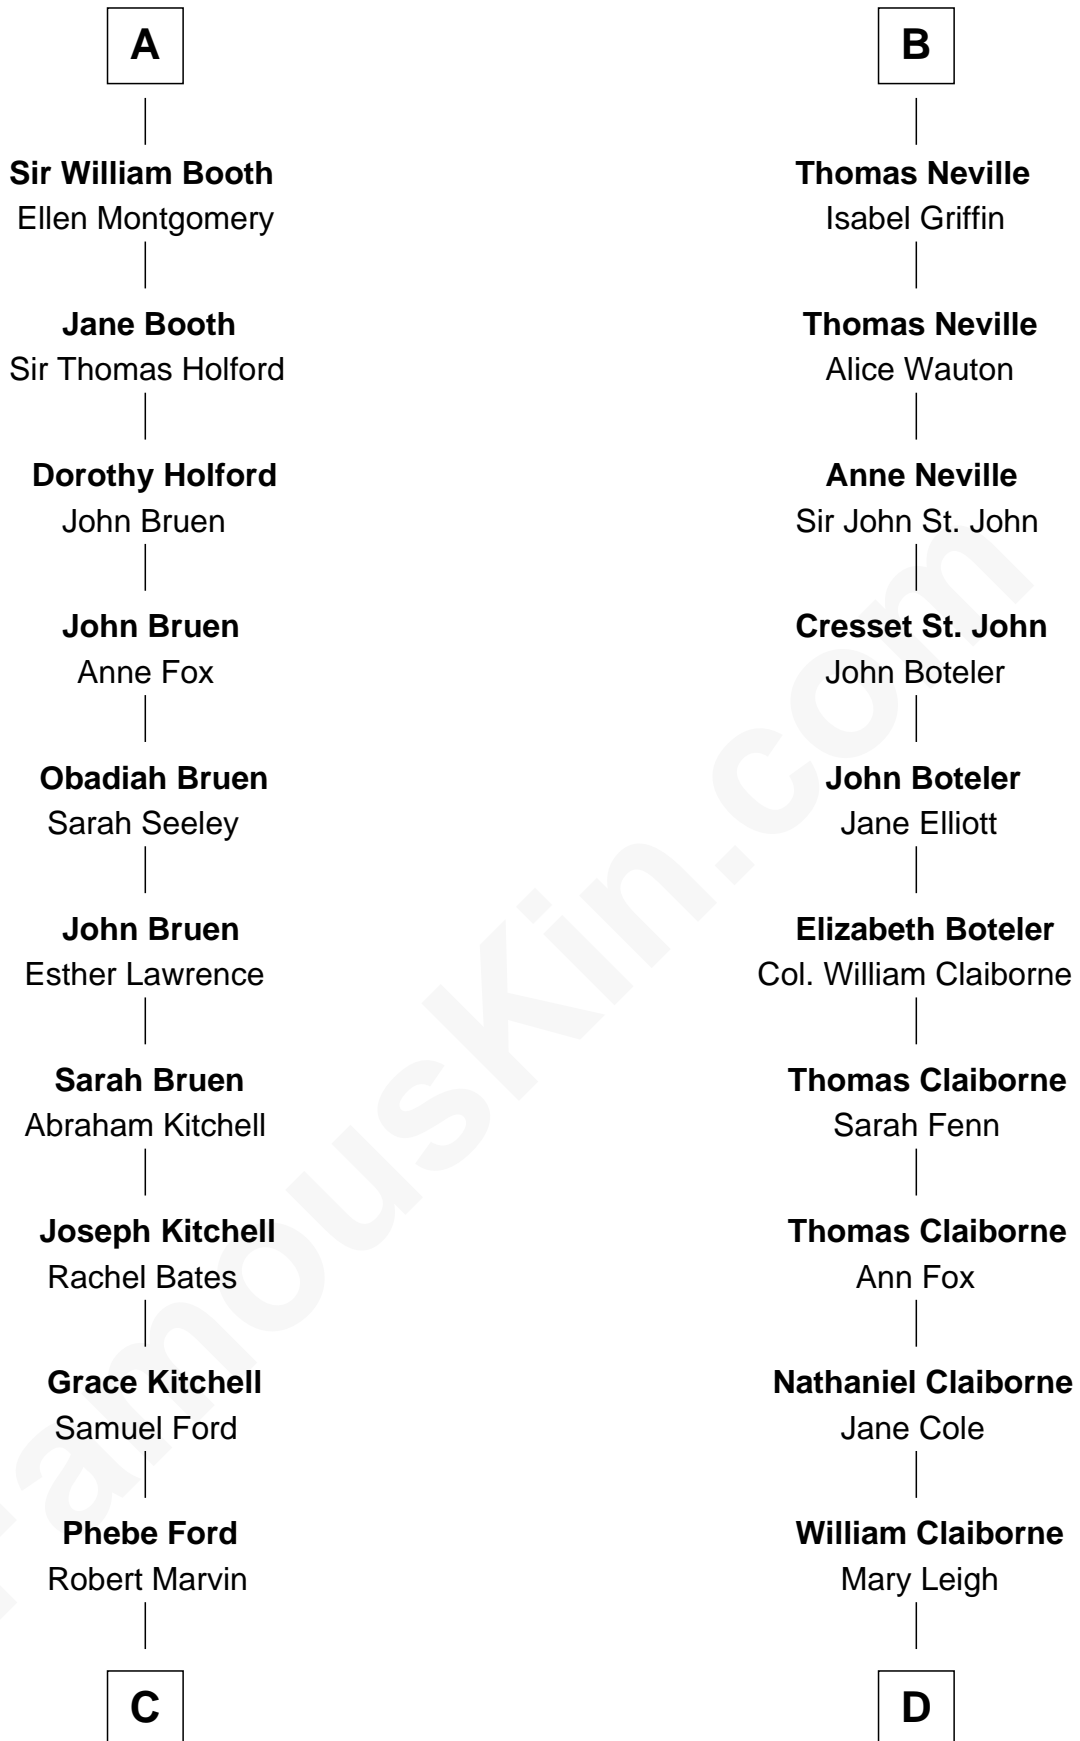 A
Sir William Booth
Ellen Montgomery
Jane Booth
Sir Thomas Holford
Dorothy Holford
John Bruen
John Bruen
Anne Fox
Obadiah Bruen
Sarah Seeley
John Bruen
Esther Lawrence
Sarah Bruen
Abraham Kitchell
Joseph Kitchell
Rachel Bates
Grace Kitchell
Samuel Ford
Phebe Ford
Robert Marvin
C
B
Thomas Neville
Isabel Griffin
Thomas Neville
Alice Wauton
Anne Neville
Sir John St. John
Cresset St. John
John Boteler
John Boteler
Jane Elliott
Elizabeth Boteler
Col. William Claiborne
Thomas Claiborne
Sarah Fenn
Thomas Claiborne
Ann Fox
Nathaniel Claiborne
Jane Cole
William Claiborne
Mary Leigh
D
FamousKin.com